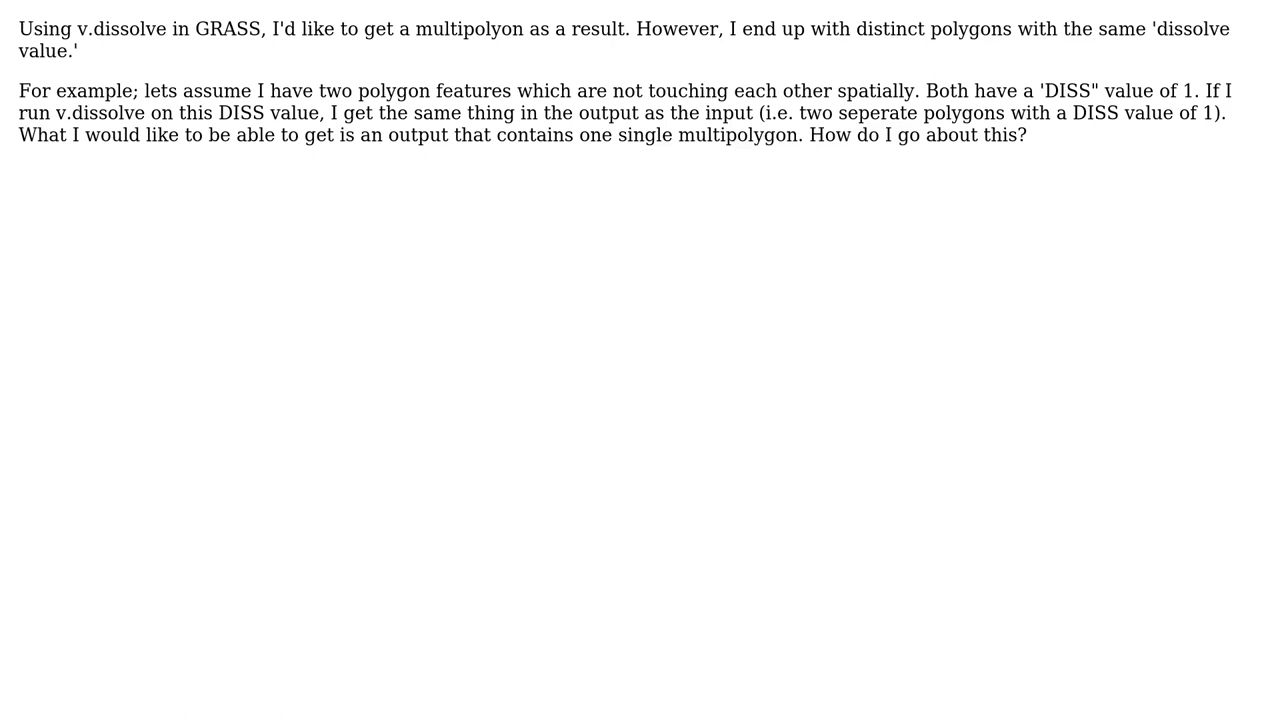 Using v.dissolve in GRASS, I'd like to get a multipolyon as a result. However, I end up with distinct polygons with the same 'dissolve
value.'
For example; lets assume I have two polygon features which are not touching each other spatially. Both have a 'DISS" value of 1. If I
run v.dissolve on this DISS value, I get the same thing in the output as the input (i.e. two seperate polygons with a DISS value of 1).
What I would like to be able to get is an output that contains one single multipolygon. How do I go about this?